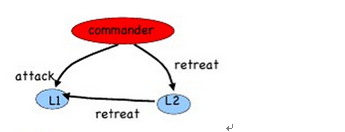 commander
retreat
attack
L1
L2
retreat
↵